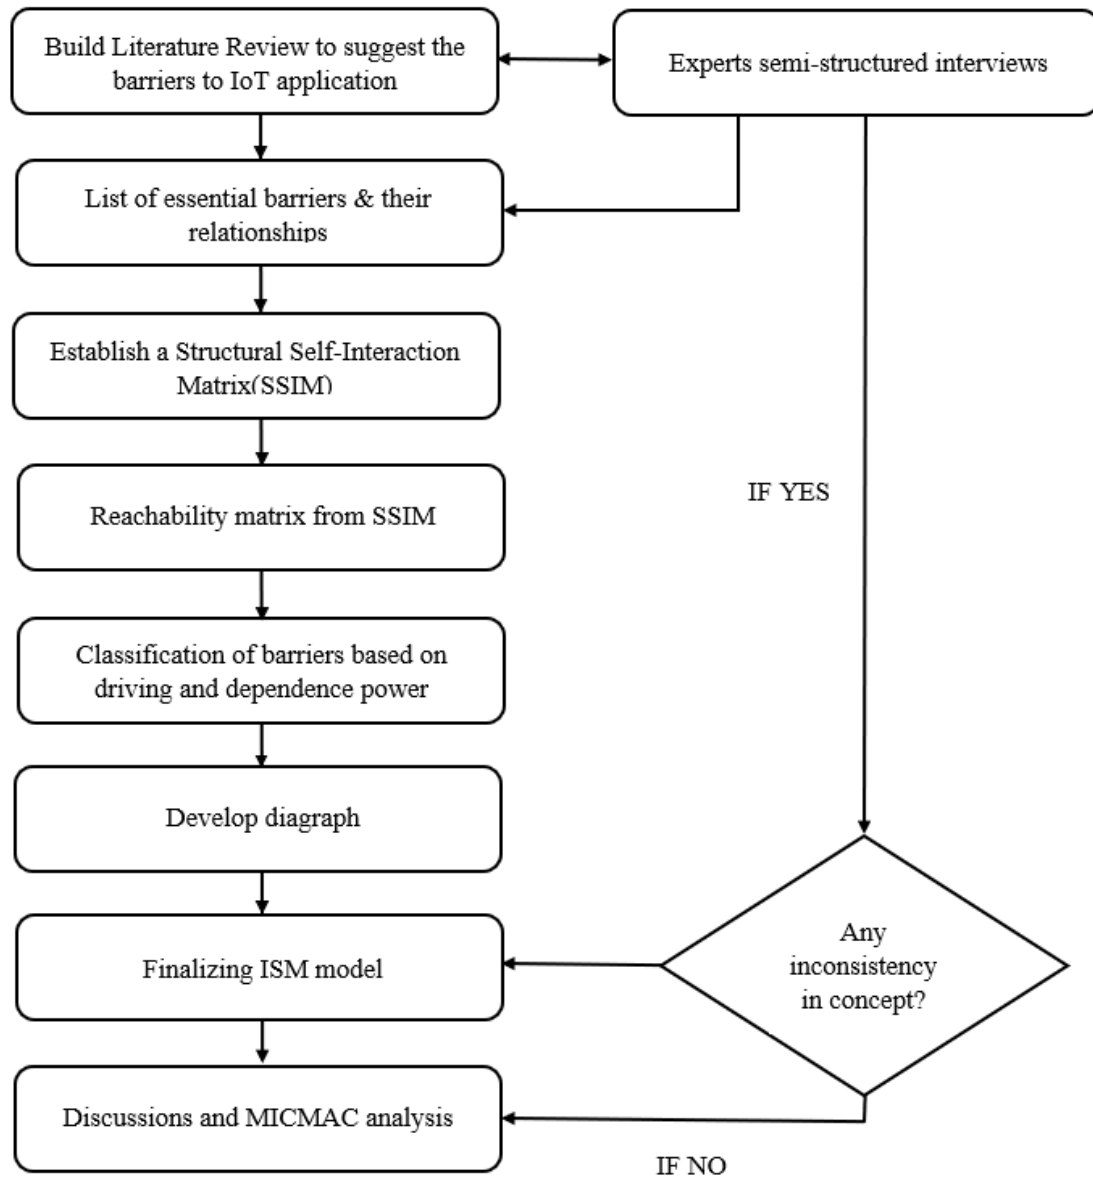 Build Literature Review to suggest the
barriers to IoT application
Experts semi-structured interviews
List of essential barriers & their
relationships
Establish a Structural Self-Interaction
Matrix(SSIM)
Reachability matrix from SSIM
IF YES
Classification of barriers based on
driving and dependence power
Develop diagraph
Any
inconsistency
in concept?
Finalizing ISM model
Discussions and MICMAC analysis
IF NO